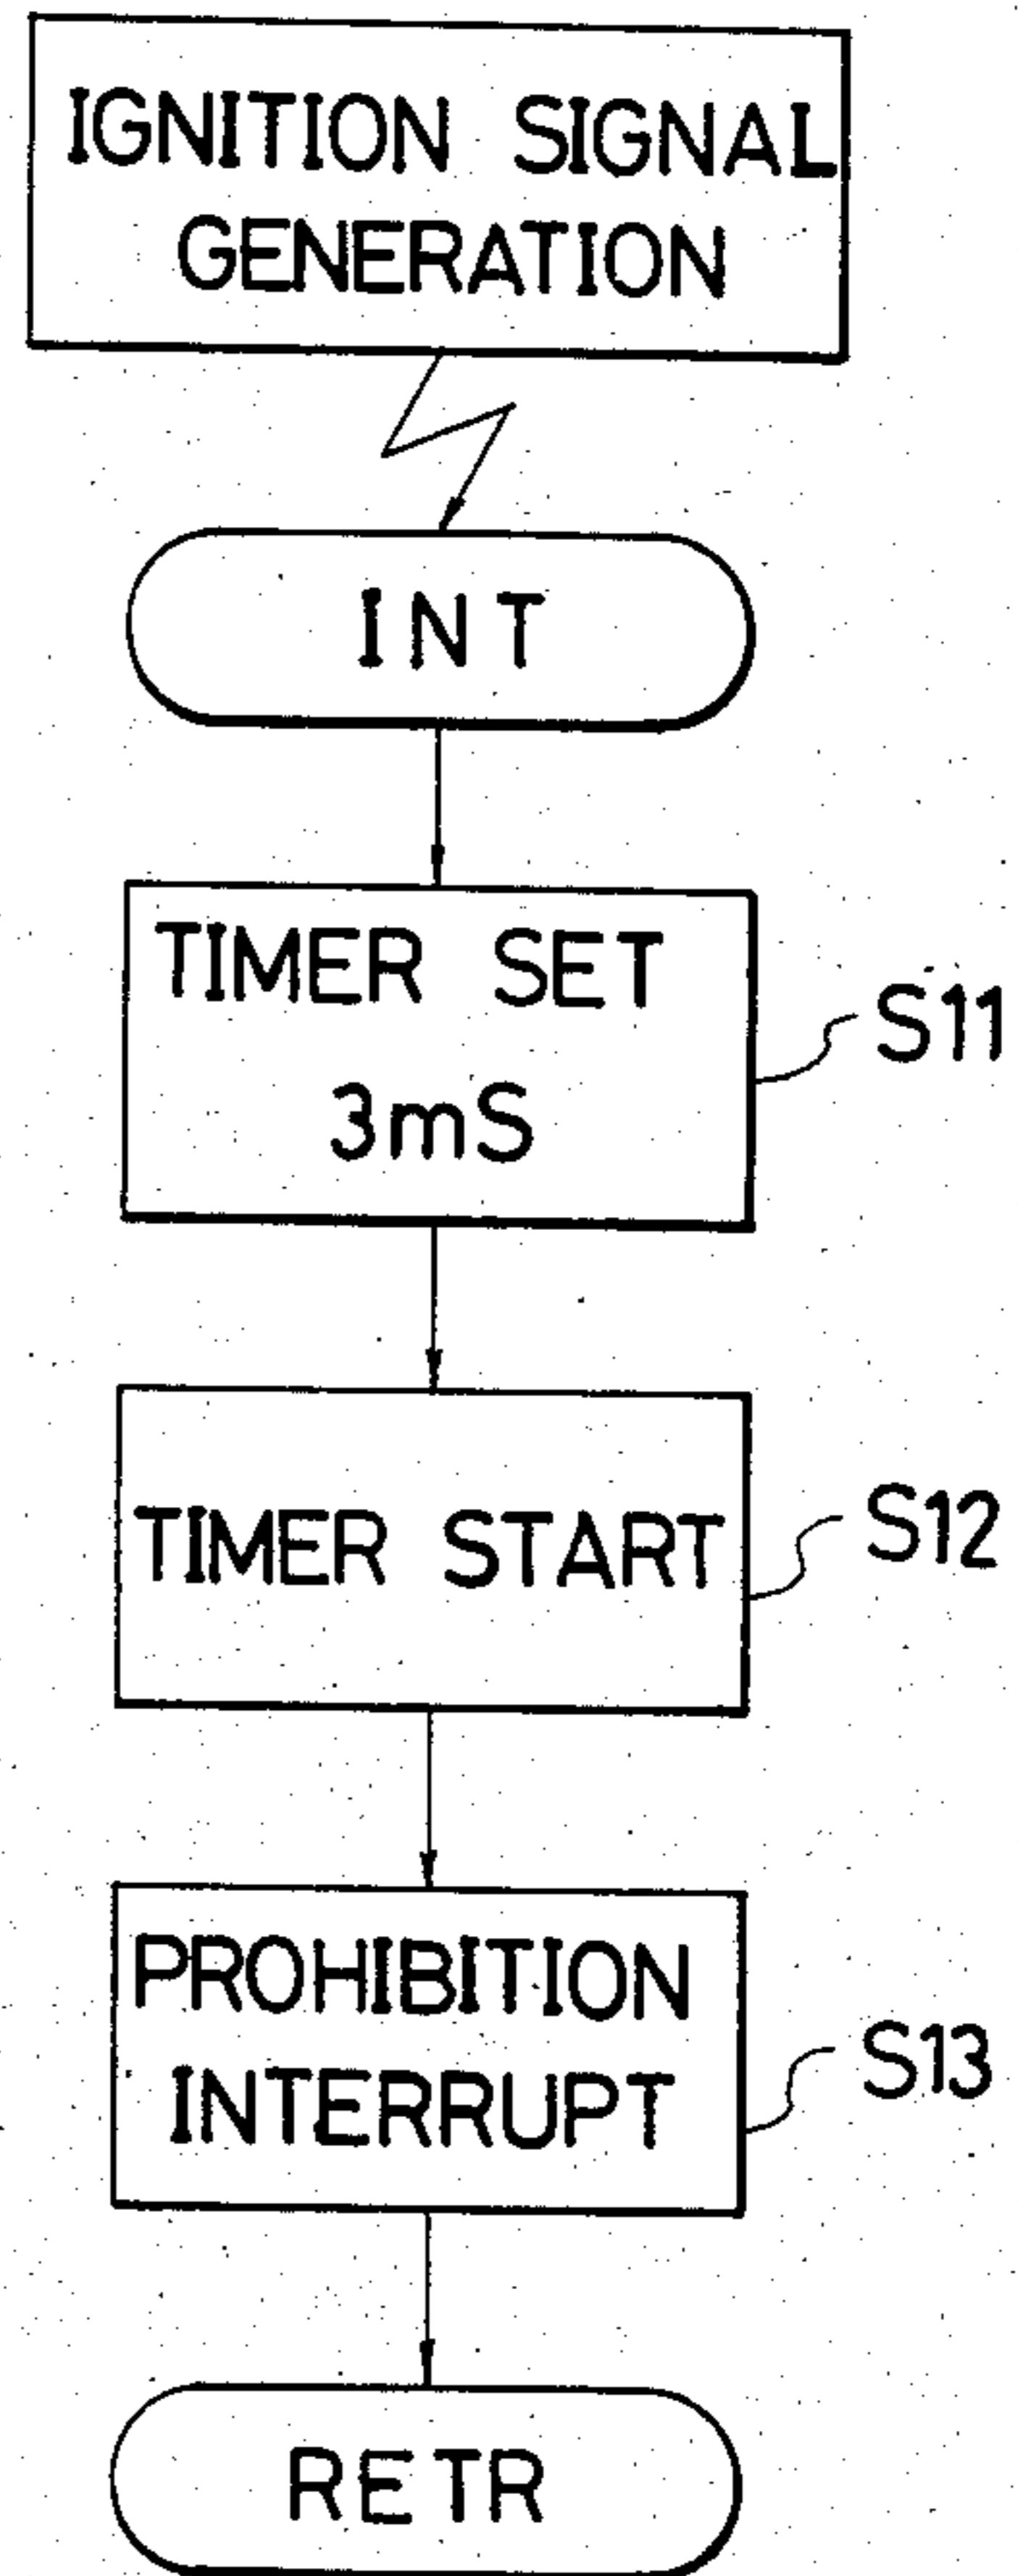 IGNITION SIGNAL
GENERATION
INT
TIMER SET
3mS
S11
TIMER START
S12
PROHIBITION
INTERRUPT
S13
RETR